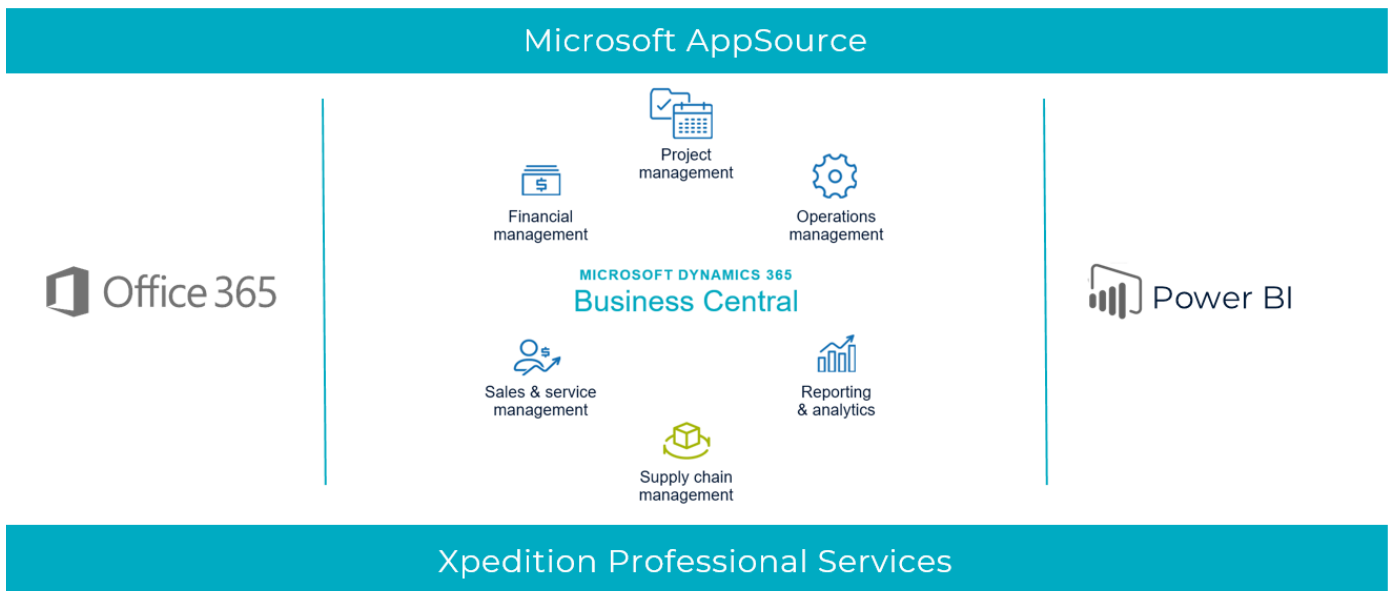 Microsoft AppSource
Project
management
Financial
management
Operations
management
Office 365
MICROSOFT DYNAMICS 365
Business Central
Power BI
Sales & service
management
Reporting
& analytics
Supply chain
management
Xpedition Professional Services